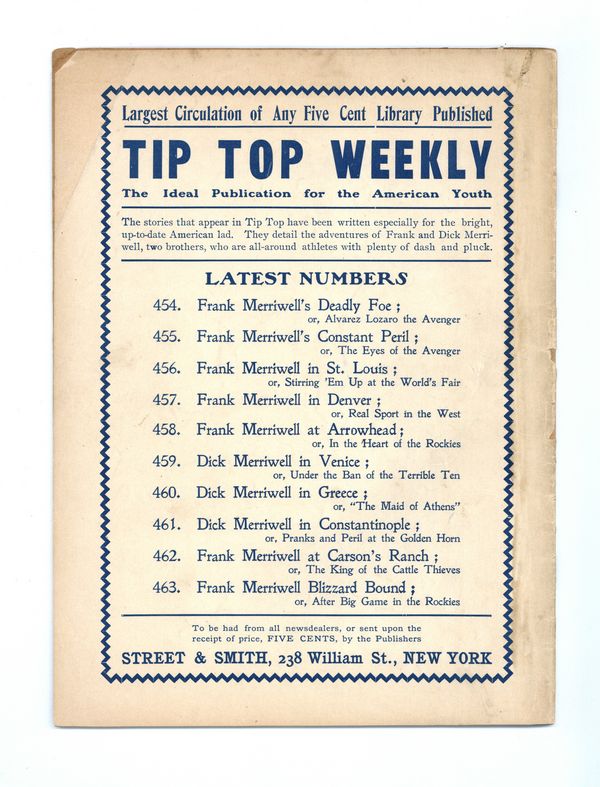 Largest Circulation of Any Five Cent Library Published
TIP TOP WEEKLY
The Ideal Publication for the American Youth
The stories that appear in Tip Top have been written especially for the bright,
up-to-date American lad. They detail the adventures of Frank and Dick Merri-
well, two brothers, who are all-around athletes with plenty of dash and pluck.
LATEST NUMBERS
454. Frank Merriwell's Deadly Foe ;
or, Alvarez Lozaro the Avenger
455. Frank Merriwell's Constant Peril ;
or, The Eyes of the Avenger
456. Frank Merriwell in St. Louis ;
or, Stirring 'Em Up at the World's Fair
457. Frank Merriwell in Denver ;
or, Real Sport in the West
458. Frank Merriwell at Arrowhead ;
or, In the Heart of the Rockies
459. Dick Merriwell in Venice ;
or, Under the Ban of the Terrible Ten
460. Dick Merriwell in Greece ;
or, "The Maid of Athens"
461. Dick Merriwell in Constantinople ;
or, Pranks and Peril at the Golden Horn
462. Frank Merriwell at Carson's Ranch ;
or, The King of the Cattle Thieves
463. Frank Merriwell Blizzard Bound ;
or, After Big Game in the Rockies
To be had from all newsdealers, or sent upon the
receipt of price, FIVE CENTS, by the Publishers
STREET & SMITH, 238 William St., NEW YORK